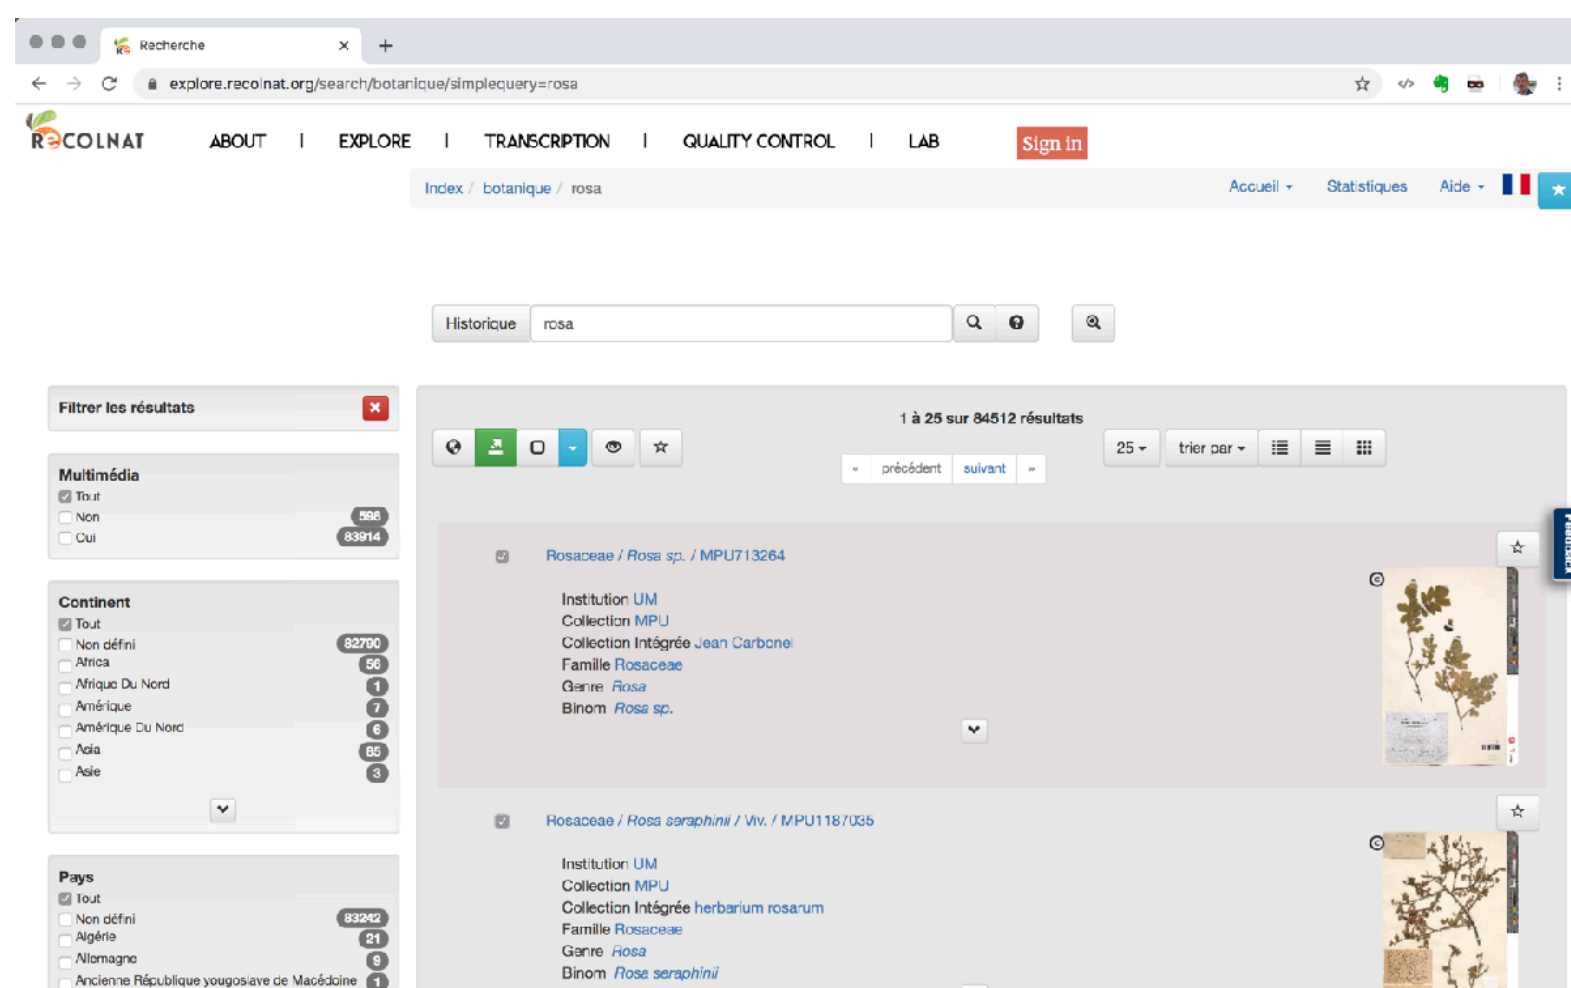 Recherche
explore.recolnat.org/search/botanique/simplequery=rosa
RECOLNAT
ABOUT | EXPLORE | TRANSCRIPTION | QUALITY CONTROL | LAB
Sign in
Index / botanique / rosa
Accueil Statistiques Aide
Historique rosa
Filtrer les résultats
Multimédia
Tout
Non 598
Oui 83914
Continent
Tout
Non défini 82790
Africa 56
Afrique Du Nord 1
Amérique 7
Amérique Du Nord 6
Asia 85
Asie 3
Pays
Tout
Non défini 83242
Algérie 21
Allemagne 9
Ancienne République yougoslave de Macédoine 1
1 à 25 sur 84512 résultats
« précédent suivant »
25 trier par
Rosaceae / Rosa sp. / MPU713264
Institution UM
Collection MPU
Collection Intégrée Jean Carbonel
Famille Rosaceae
Genre Rosa
Binom Rosa sp.
Rosaceae / Rosa seraphinii / Viv. / MPU1187035
Institution UM
Collection MPU
Collection Intégrée herbarium rosarum
Famille Rosaceae
Genre Rosa
Binom Rosa seraphinii
Feedback